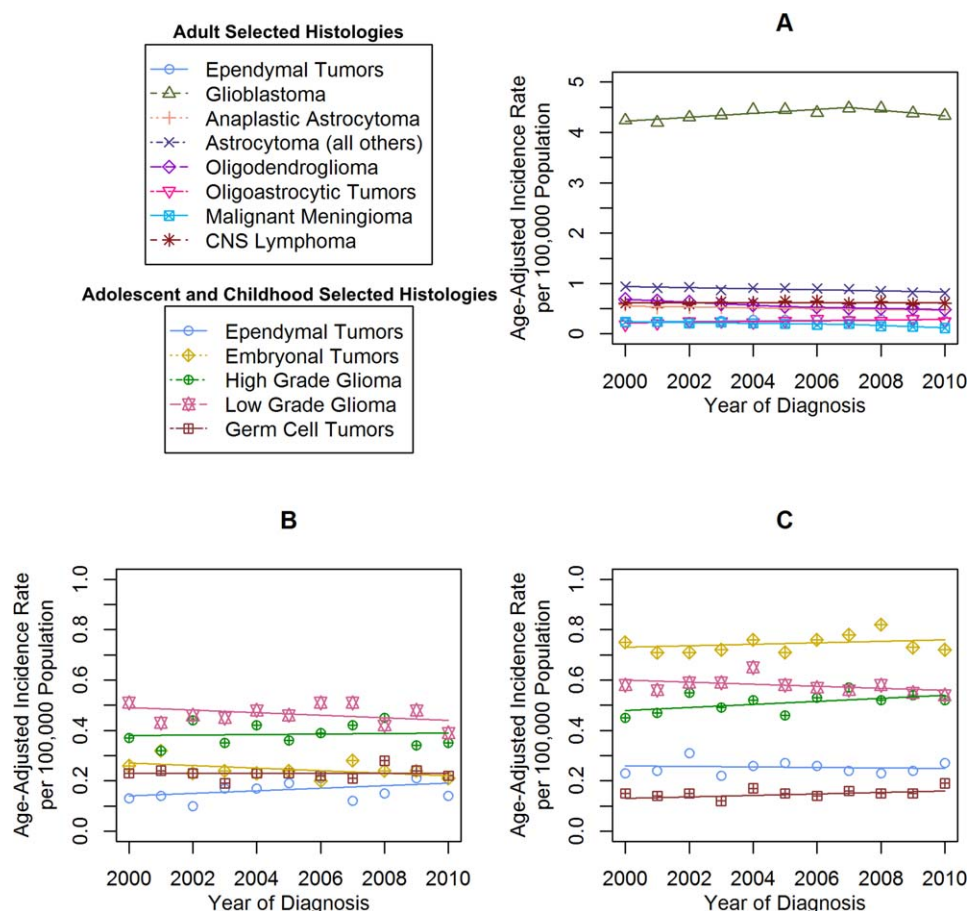 Adult Selected Histologies
Ependymal Tumors
Glioblastoma
Anaplastic Astrocytoma
Astrocytoma (all others)
Oligodendroglioma
Oligoastrocytic Tumors
Malignant Meningioma
CNS Lymphoma
Adolescent and Childhood Selected Histologies
Ependymal Tumors
Embryonal Tumors
High Grade Glioma
Low Grade Glioma
Germ Cell Tumors
A
Age-Adjusted Incidence Rate
per 100,000 Population
5
4
3
2
1
0
2000 2002 2004 2006 2008 2010
Year of Diagnosis
B
Age-Adjusted Incidence Rate
per 100,000 Population
1.0
0.8
0.6
0.4
0.2
0.0
2000 2002 2004 2006 2008 2010
Year of Diagnosis
C
Age-Adjusted Incidence Rate
per 100,000 Population
1.0
0.8
0.6
0.4
0.2
0.0
2000 2002 2004 2006 2008 2010
Year of Diagnosis